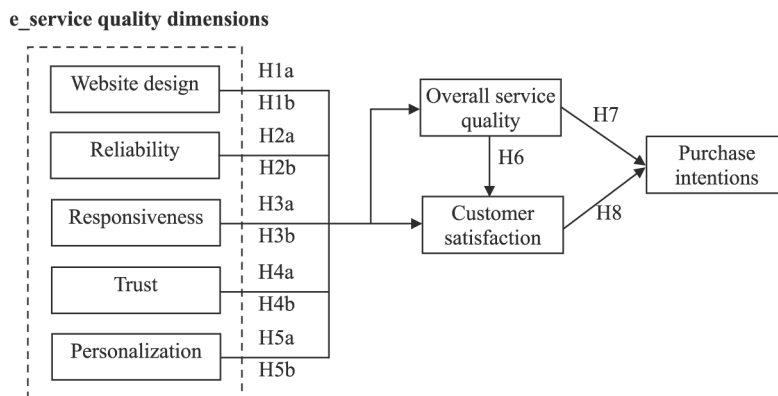 e_service quality dimensions
Website design
H1a
H1b
Reliability
H2a
H2b
Responsiveness
H3a
H3b
Trust
H4a
H4b
Personalization
H5a
H5b
Overall service
quality
H6
Customer
satisfaction
H7
H8
Purchase
intentions